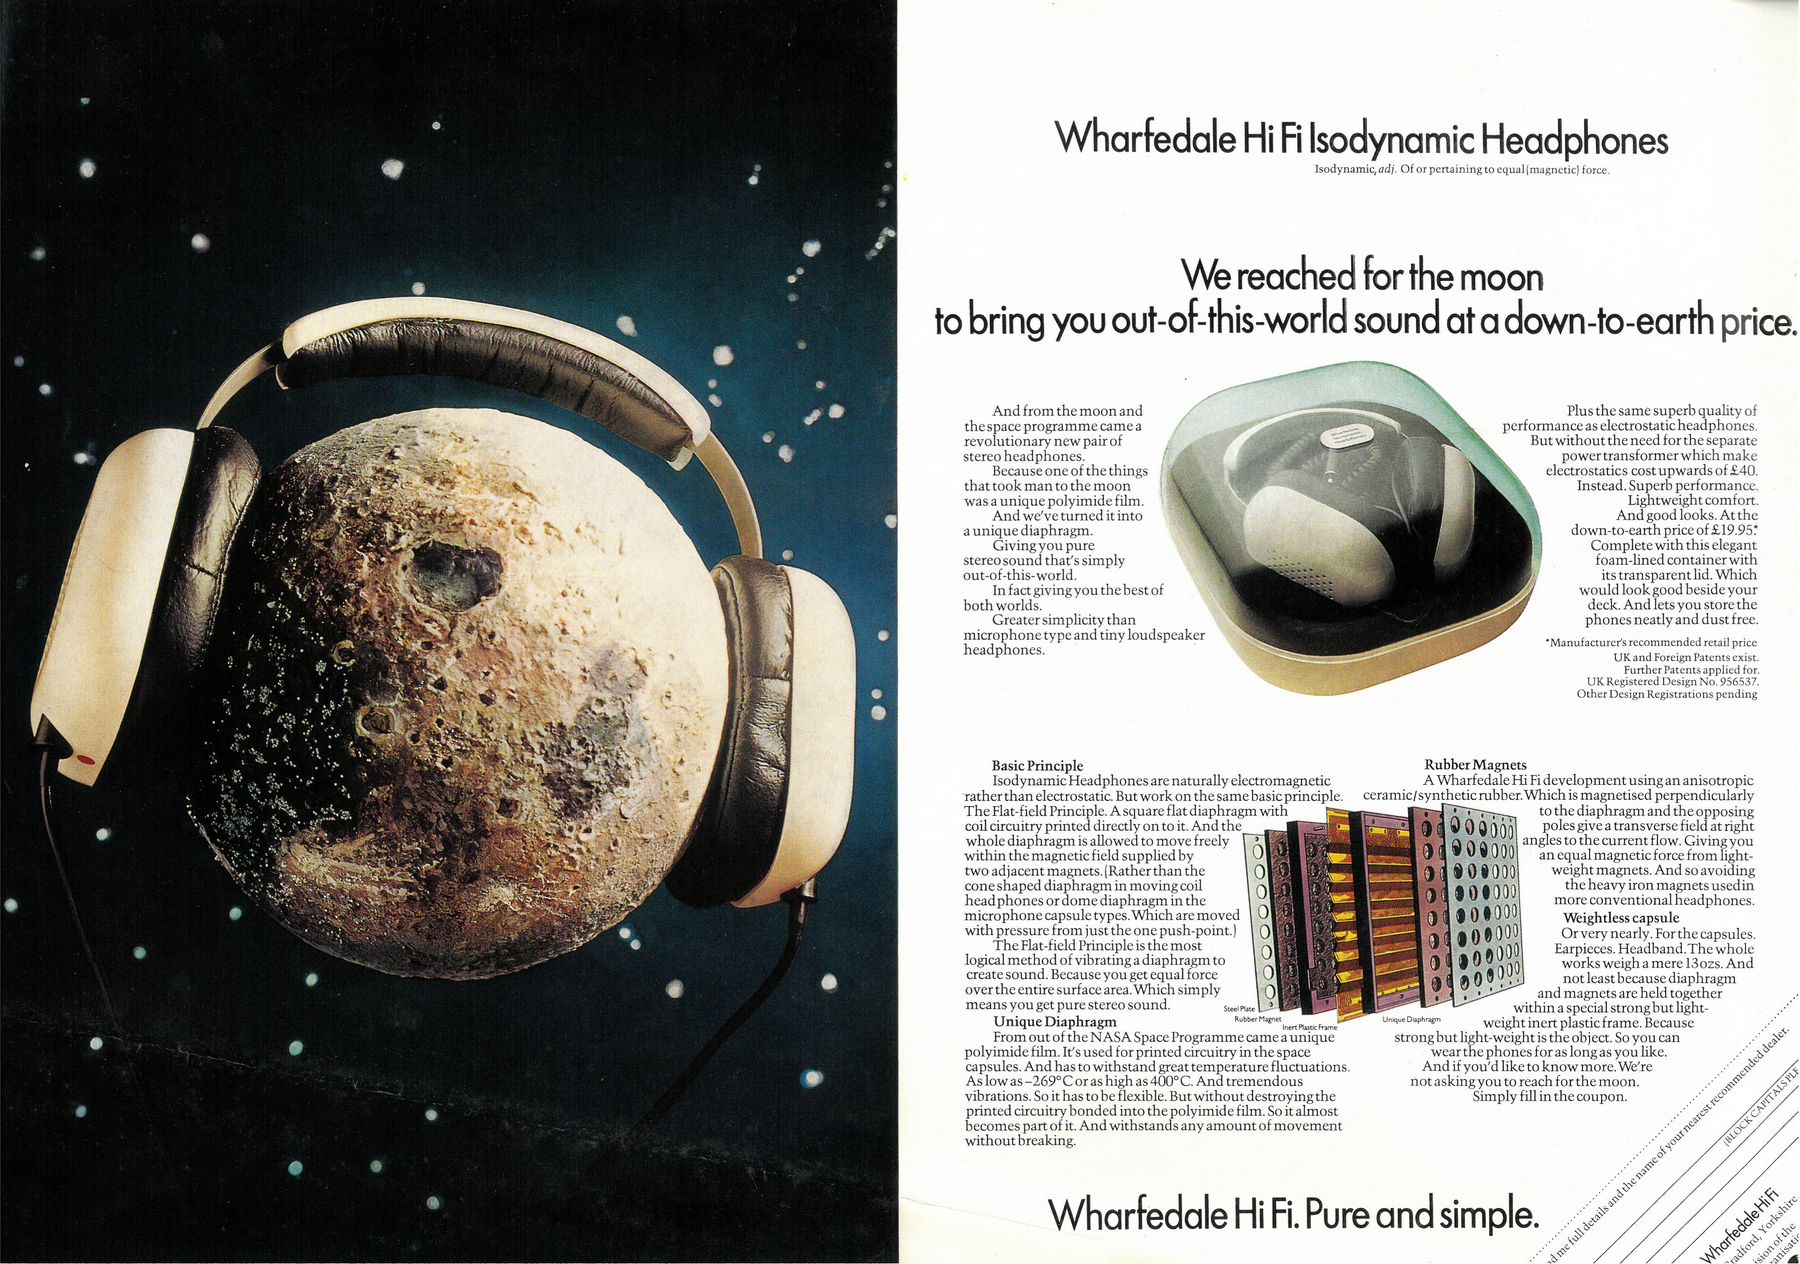 Wharfedale Hi Fi Isodynamic Headphones
Isodynamic, adj. Of or pertaining to equal (magnetic) force.
We reached for the moon
to bring you out-of-this-world sound at a down-to-earth price.
And from the moon and
the space programme came a
revolutionary new pair of
stereo headphones.
Because one of the things
that took man to the moon
was a unique polyimide film.
And we've turned it into
a unique diaphragm.
Giving you pure
stereo sound that's simply
out-of-this-world.
In fact giving you the best of
both worlds.
Greater simplicity than
microphone type and tiny loudspeaker
headphones.
Plus the same superb quality of
performance as electrostatic headphones.
But without the need for the separate
power transformer which make
electrostatics cost upwards of £40.
Instead. Superb performance.
Lightweight comfort.
And good looks. At the
down-to-earth price of £19.95*
Complete with this elegant
foam-lined container with
its transparent lid. Which
would look good beside your
deck. And lets you store the
phones neatly and dust free.
*Manufacturer's recommended retail price
UK and Foreign Patents exist.
Further Patents applied for.
UK Registered Design No. 956537.
Other Design Registrations pending
Basic Principle
Isodynamic Headphones are naturally electromagnetic
rather than electrostatic. But work on the same basic principle.
The Flat-field Principle. A square flat diaphragm with
coil circuitry printed directly on to it. And the
whole diaphragm is allowed to move freely
within the magnetic field supplied by
two adjacent magnets. (Rather than the
cone shaped diaphragm in moving coil
headphones or dome diaphragm in the
microphone capsule types. Which are moved
with pressure from just the one push-point.)
The Flat-field Principle is the most
logical method of vibrating a diaphragm to
create sound. Because you get equal force
over the entire surface area. Which simply
means you get pure stereo sound.
Unique Diaphragm
From out of the NASA Space Programme came a unique
polyimide film. It's used for printed circuitry in the space
capsules. And has to withstand great temperature fluctuations.
As low as –269°C or as high as 400°C. And tremendous
vibrations. So it has to be flexible. But without destroying the
printed circuitry bonded into the polyimide film. So it almost
becomes part of it. And withstands any amount of movement
without breaking.
Steel Plate
Rubber Magnet
Inert Plastic Frame
Unique Diaphragm
Rubber Magnets
A Wharfedale Hi Fi development using an anisotropic
ceramic/synthetic rubber. Which is magnetised perpendicularly
to the diaphragm and the opposing
poles give a transverse field at right
angles to the current flow. Giving you
an equal magnetic force from light-
weight magnets. And so avoiding
the heavy iron magnets used in
more conventional headphones.
Weightless capsule
Or very nearly. For the capsules.
Earpieces. Headband. The whole
works weigh a mere 13ozs. And
not least because diaphragm
and magnets are held together
within a special strong but light-
weight inert plastic frame. Because
strong but light-weight is the object. So you can
wear the phones for as long as you like.
And if you'd like to know more. We're
not asking you to reach for the moon.
Simply fill in the coupon.
Wharfedale Hi Fi. Pure and simple.
me full details and the name of your nearest recommended dealer.
(BLOCK CAPITALS
Wharfedale Hi Fi
Yorkshire
of the